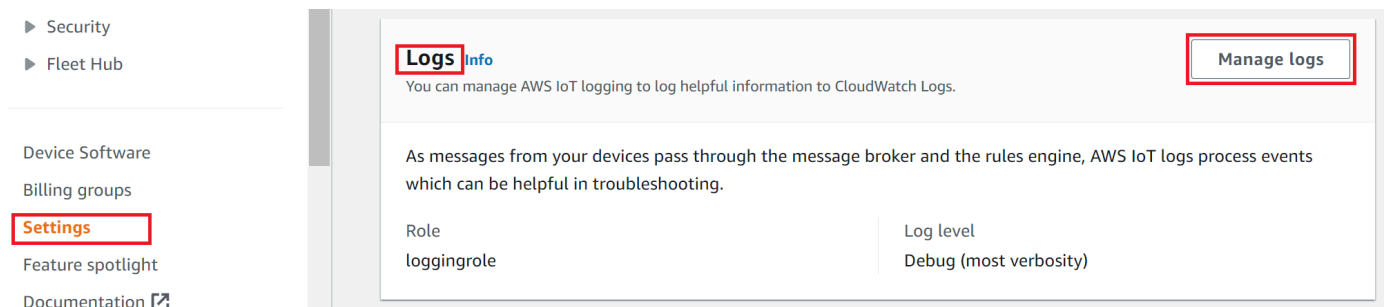 Security
Fleet Hub
Device Software
Billing groups
Settings
Feature spotlight
Documentation
Logs Info
Manage logs
You can manage AWS IoT logging to log helpful information to CloudWatch Logs.
As messages from your devices pass through the message broker and the rules engine, AWS IoT logs process events
which can be helpful in troubleshooting.
Role
loggingrole
Log level
Debug (most verbosity)